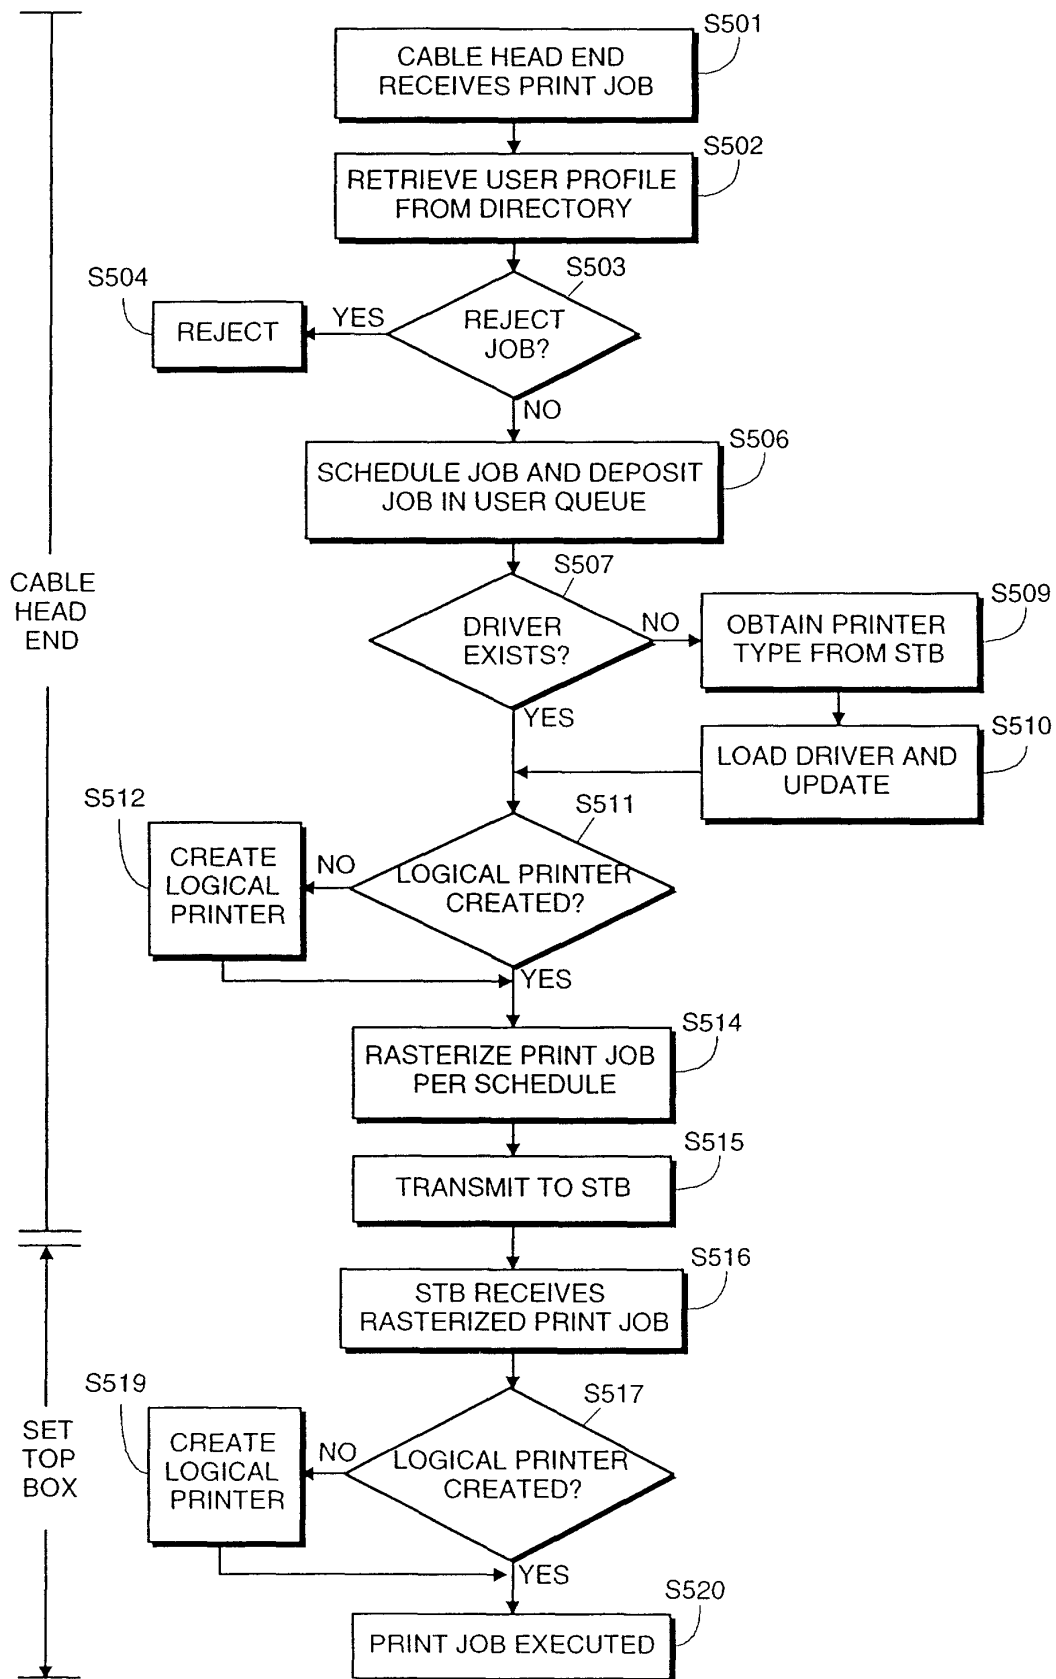 S501
CABLE HEAD END
RECEIVES PRINT JOB
S502
RETRIEVE USER PROFILE
FROM DIRECTORY
S503
REJECT
JOB?
YES
S504
REJECT
NO
S506
SCHEDULE JOB AND DEPOSIT
JOB IN USER QUEUE
S507
DRIVER
EXISTS?
NO
S509
OBTAIN PRINTER
TYPE FROM STB
YES
S510
LOAD DRIVER AND
UPDATE
CABLE
HEAD
END
S511
LOGICAL PRINTER
CREATED?
NO
S512
CREATE
LOGICAL
PRINTER
YES
S514
RASTERIZE PRINT JOB
PER SCHEDULE
S515
TRANSMIT TO STB
S516
STB RECEIVES
RASTERIZED PRINT JOB
SET
TOP
BOX
S517
LOGICAL PRINTER
CREATED?
NO
S519
CREATE
LOGICAL
PRINTER
YES
S520
PRINT JOB EXECUTED